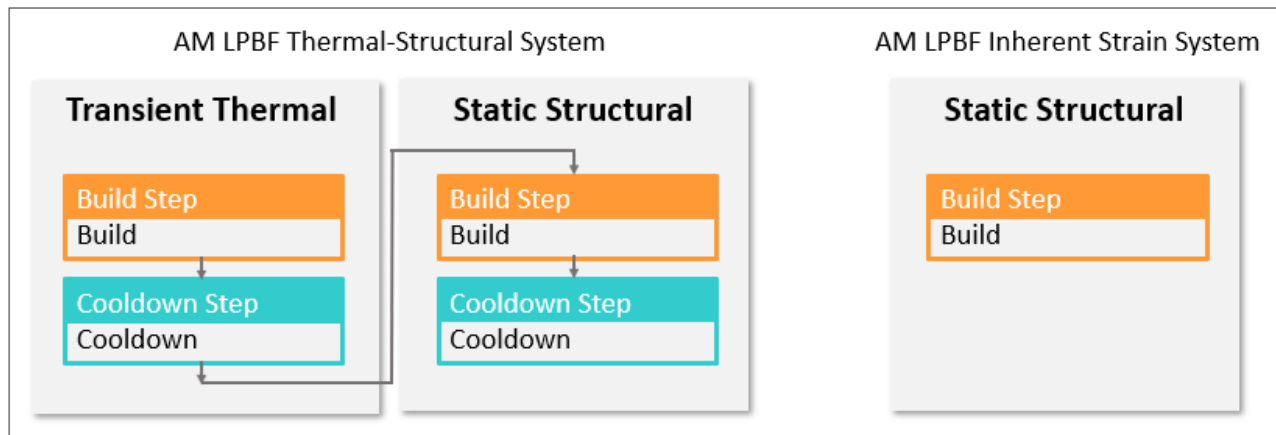 AM LPBF Thermal-Structural System
Transient Thermal
Build Step
Build
Cooldown Step
Cooldown
Static Structural
Build Step
Build
Cooldown Step
Cooldown
AM LPBF Inherent Strain System
Static Structural
Build Step
Build